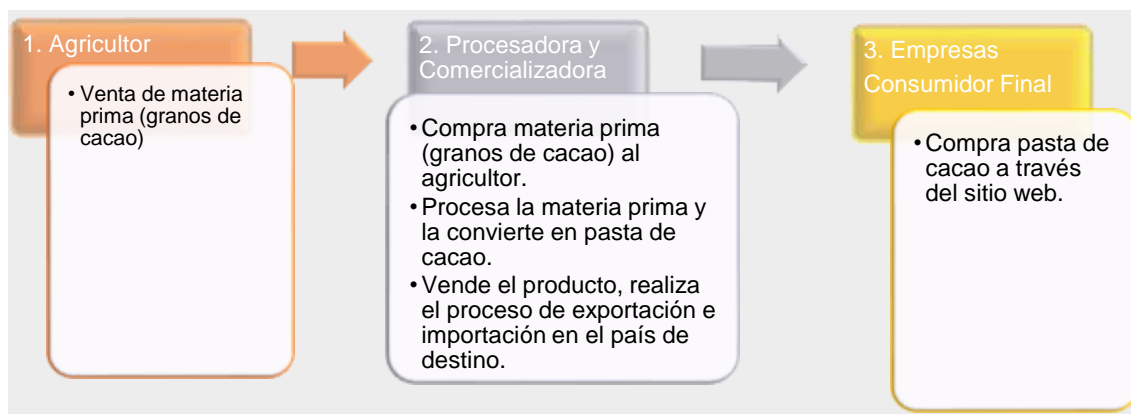 1. Agricultor
• Venta de materia
prima (granos de
cacao)
2. Procesadora y
Comercializadora
• Compra materia prima
(granos de cacao) al
agricultor.
• Procesa la materia prima y
la convierte en pasta de
cacao.
• Vende el producto, realiza
el proceso de exportación e
importación en el país de
destino.
3. Empresas
Consumidor Final
• Compra pasta de
cacao a través
del sitio web.